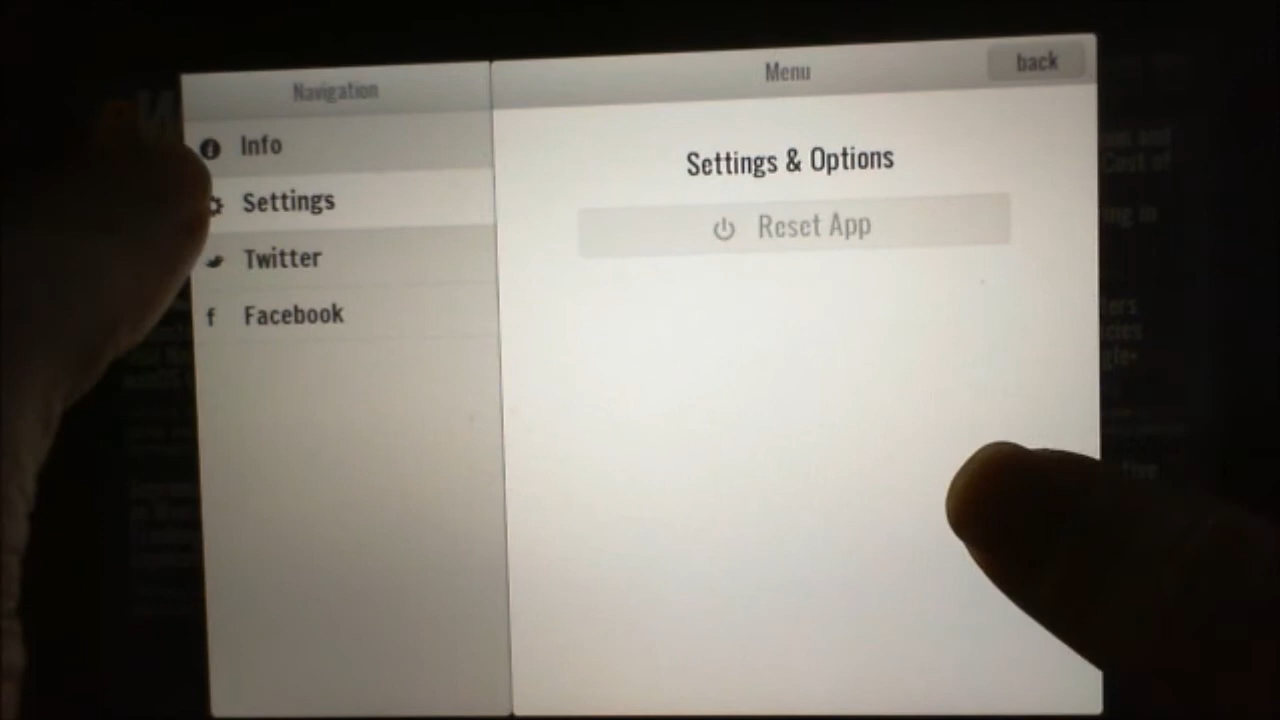 Navigation
Menu
back
Info
Settings
Twitter
Facebook
Settings & Options
Reset App